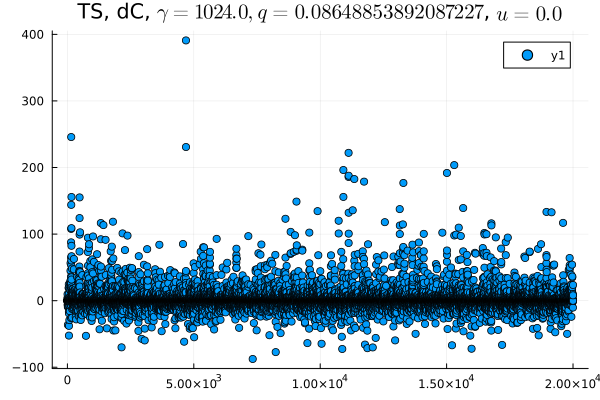 TS, dC, γ = 1024.0, q = 0.08648853892087227, u = 0.0
400
y1
300
200
100
0
−100
0 5.00×10³ 1.00×10⁴ 1.50×10⁴ 2.00×10⁴